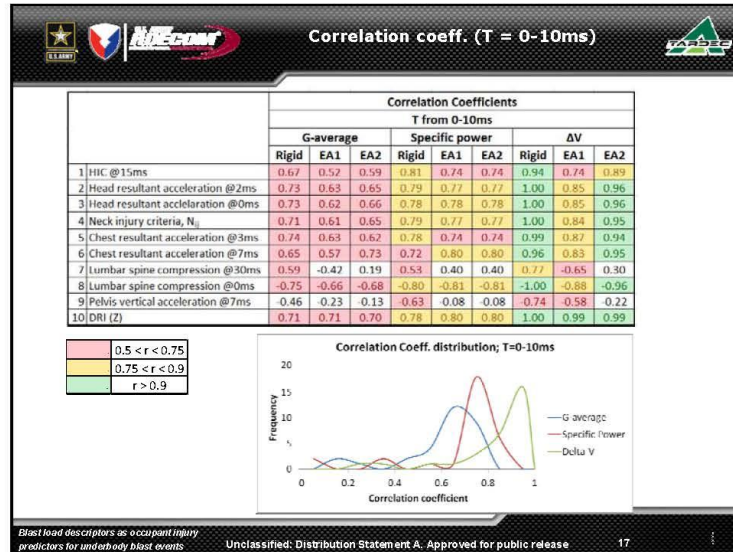 U.S.ARMY
RDECOM
Correlation coeff. (T = 0-10ms)
TARDEC
Correlation Coefficients
T from 0-10ms
G-average Specific power ΔV
Rigid EA1 EA2 Rigid EA1 EA2 Rigid EA1 EA2
1 HIC @15ms 0.67 0.52 0.59 0.81 0.74 0.74 0.94 0.74 0.89
2 Head resultant acceleration @2ms 0.73 0.63 0.65 0.79 0.77 0.77 1.00 0.85 0.96
3 Head resultant acclelaration @0ms 0.73 0.62 0.66 0.78 0.78 0.78 1.00 0.85 0.96
4 Neck injury criteria, Nij 0.71 0.61 0.65 0.79 0.77 0.77 1.00 0.84 0.95
5 Chest resultant accleration @3ms 0.74 0.63 0.62 0.78 0.74 0.74 0.99 0.87 0.94
6 Chest resultant acceleration @7ms 0.65 0.57 0.73 0.72 0.80 0.80 0.96 0.83 0.95
7 Lumbar spine compression @30ms 0.59 -0.42 0.19 0.53 0.40 0.40 0.77 -0.65 0.30
8 Lumbar spine compression @0ms -0.75 -0.66 -0.68 -0.80 -0.81 -0.81 -1.00 -0.88 -0.96
9 Pelvis vertical acceleration @7ms -0.46 -0.23 -0.13 -0.63 -0.08 -0.08 -0.74 -0.58 -0.22
10 DRI (Z) 0.71 0.71 0.70 0.78 0.80 0.80 1.00 0.99 0.99
0.5 < r < 0.75
0.75 < r < 0.9
r > 0.9
Correlation Coeff. distribution; T=0-10ms
20
15
10
5
0
Frequency
0 0.2 0.4 0.6 0.8 1
Correlation coefficient
G average
Specific Power
Delta V
Blast load descriptors as occupant injury
predictors for underbody blast events
Unclassified: Distribution Statement A. Approved for public release
17